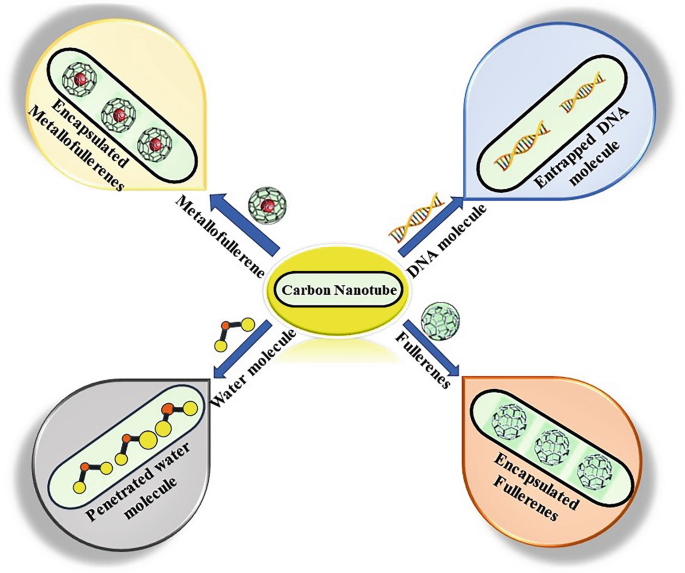 Encapsulated
Metallofullerenes
Entrapped DNA
molecule
Metallofullerene
DNA molecule
Carbon Nanotube
Water molecule
Fullerenes
Penetrated water
molecule
Encapsulated
Fullerenes